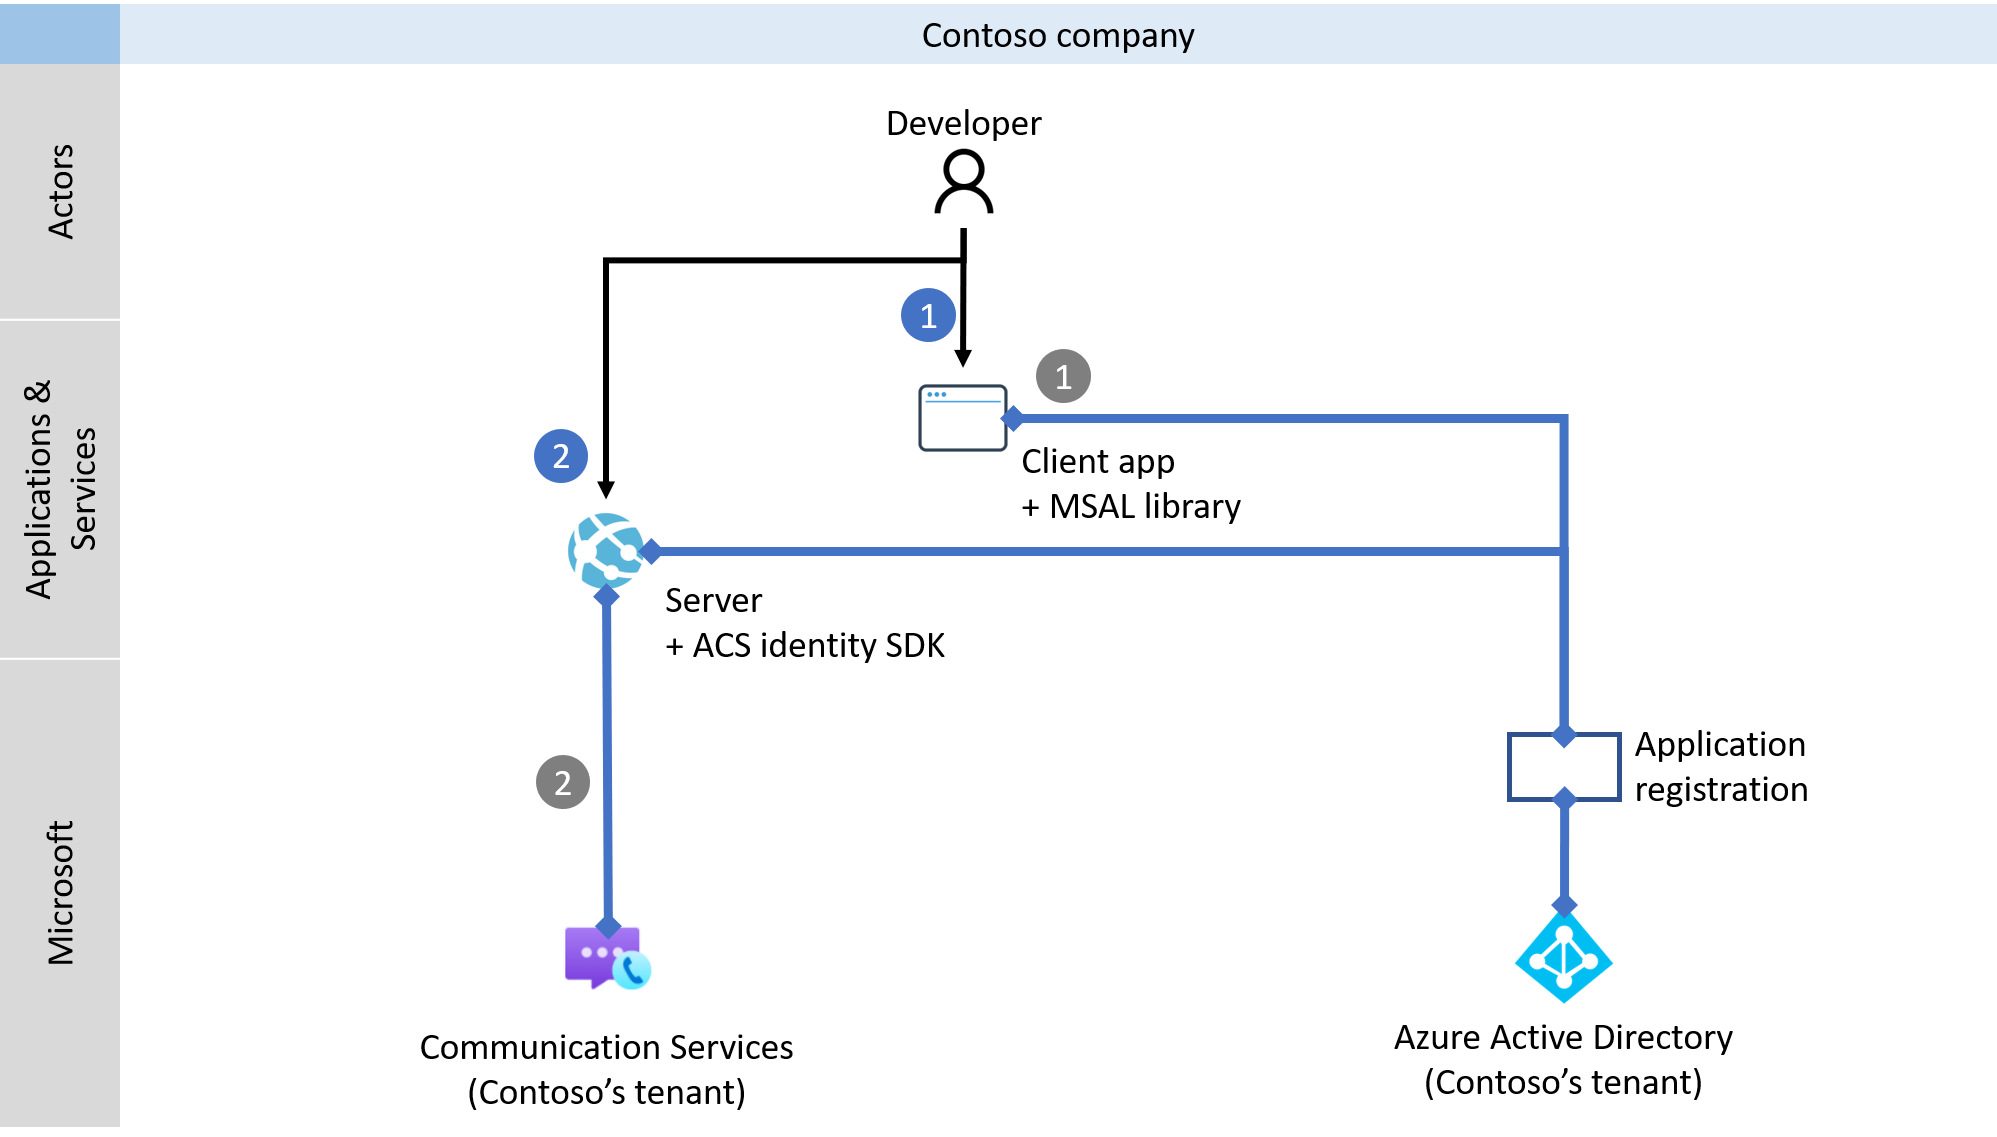 Contoso company
Actors
Developer
1
1
Applications &
Services
Client app
+ MSAL library
2
Server
+ ACS identity SDK
Microsoft
2
Application
registration
Communication Services
(Contoso’s tenant)
Azure Active Directory
(Contoso’s tenant)